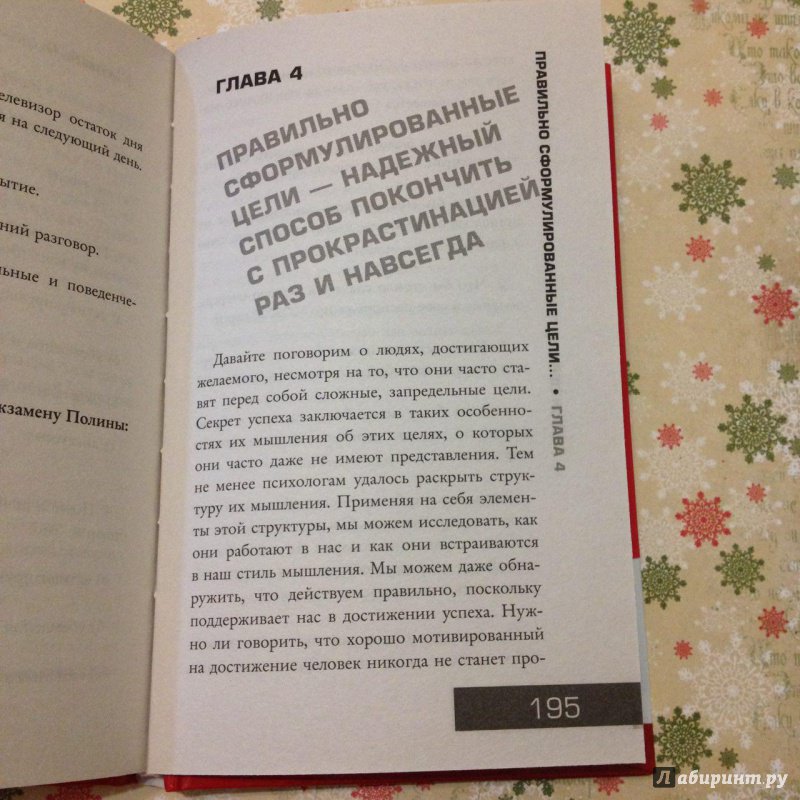 елевизор остаток дня
я на следующий день.
ытие.
ний разговор.
льные и поведенче-
кзамену Полины:
ГЛАВА 4
ПРАВИЛЬНО
СФОРМУЛИРОВАННЫЕ
ЦЕЛИ — НАДЕЖНЫЙ
СПОСОБ ПОКОНЧИТЬ
С ПРОКРАСТИНАЦИЕЙ
РАЗ И НАВСЕГДА
Давайте поговорим о людях, достигающих
желаемого, несмотря на то, что они часто ста-
вят перед собой сложные, запредельные цели.
Секрет успеха заключается в таких особенно-
стях их мышления об этих целях, о которых
они часто даже не имеют представления. Тем
не менее психологам удалось раскрыть струк-
туру их мышления. Применяя на себя элемен-
ты этой структуры, мы можем исследовать, как
они работают в нас и как они встраиваются
в наш стиль мышления. Мы можем даже обна-
ружить, что действуем правильно, поскольку
поддерживает нас в достижении успеха. Нуж-
но ли говорить, что хорошо мотивированный
на достижение человек никогда не станет про-
ПРАВИЛЬНО СФОРМУЛИРОВАННЫЕ ЦЕЛИ... • ГЛАВА 4
195
Лабиринт.ру